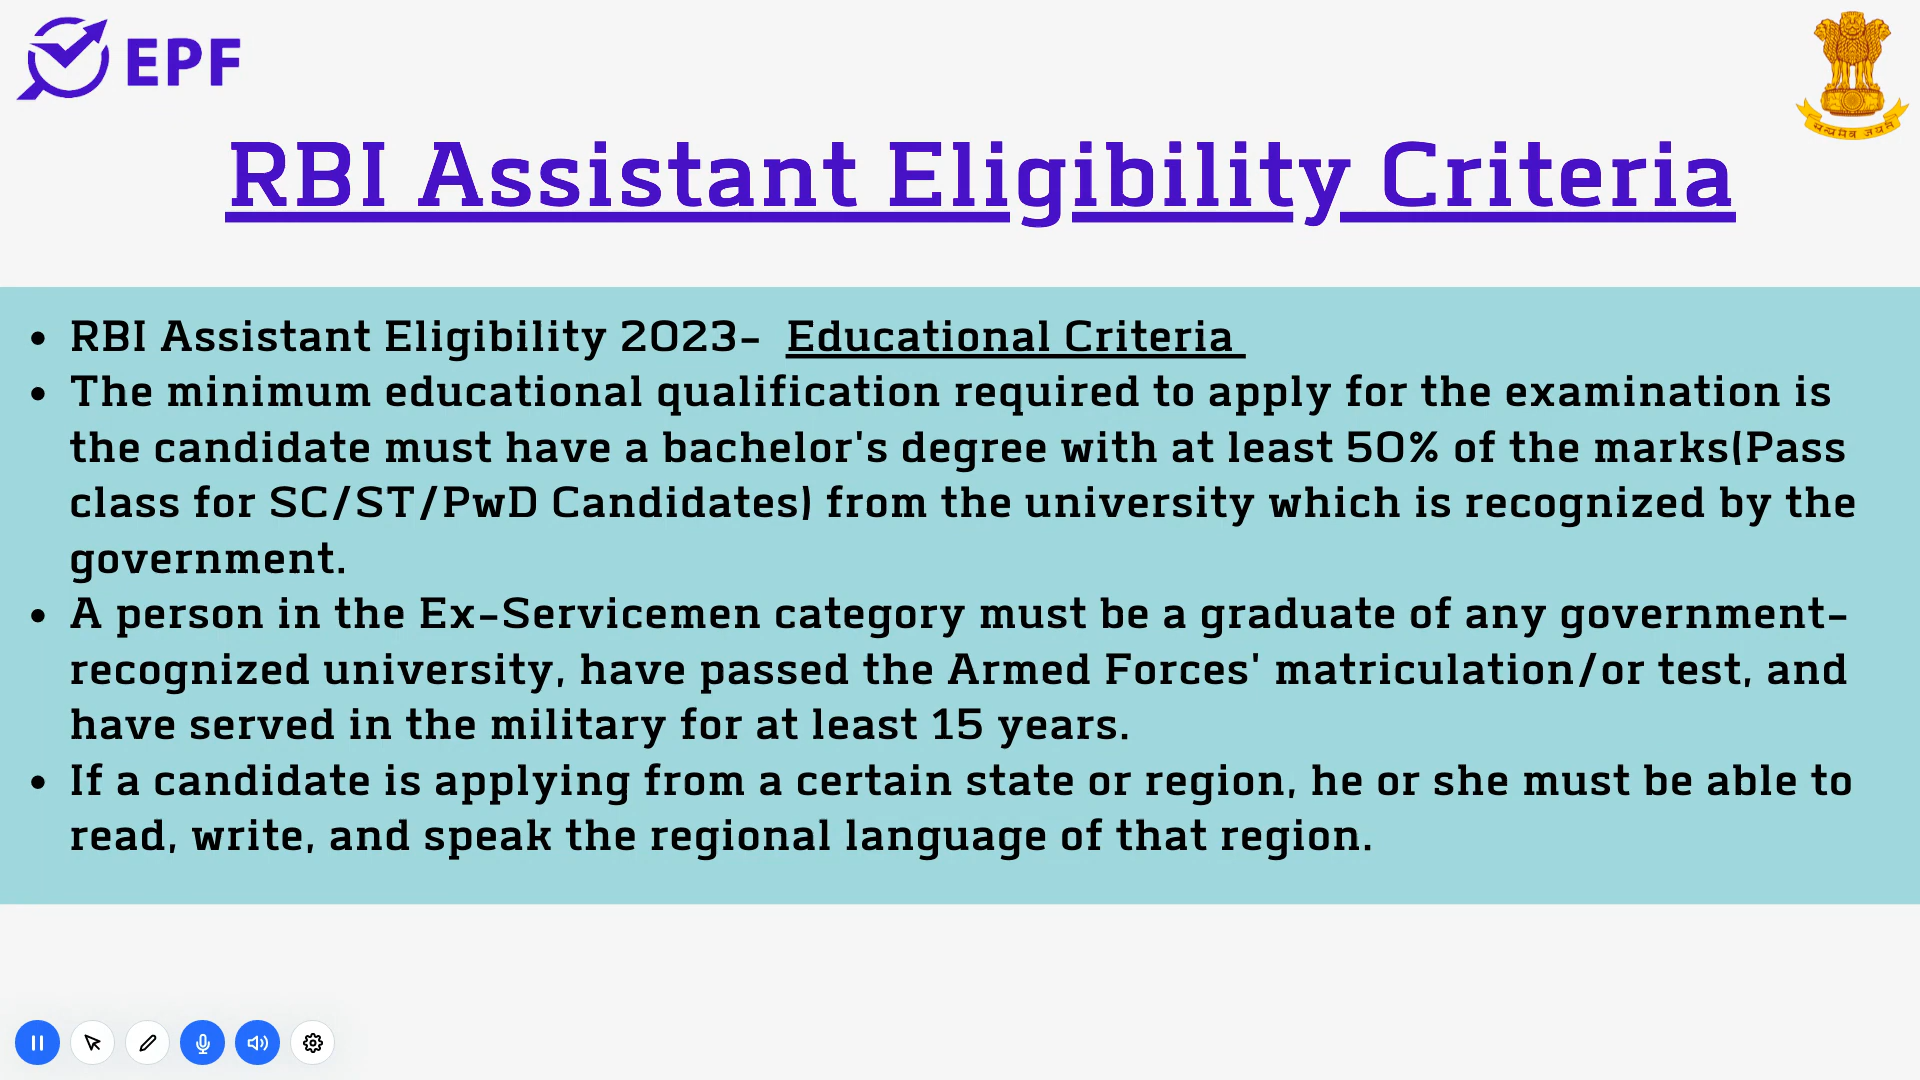 EPF
सत्यमेव जयते
RBI Assistant Eligibility Criteria
• RBI Assistant Eligibility 2023- Educational Criteria
• The minimum educational qualification required to apply for the examination is
the candidate must have a bachelor's degree with at least 50% of the marks(Pass
class for SC/ST/PwD Candidates) from the university which is recognized by the
government.
• A person in the Ex-Servicemen category must be a graduate of any government-
recognized university, have passed the Armed Forces' matriculation/or test, and
have served in the military for at least 15 years.
• If a candidate is applying from a certain state or region, he or she must be able to
read, write, and speak the regional language of that region.